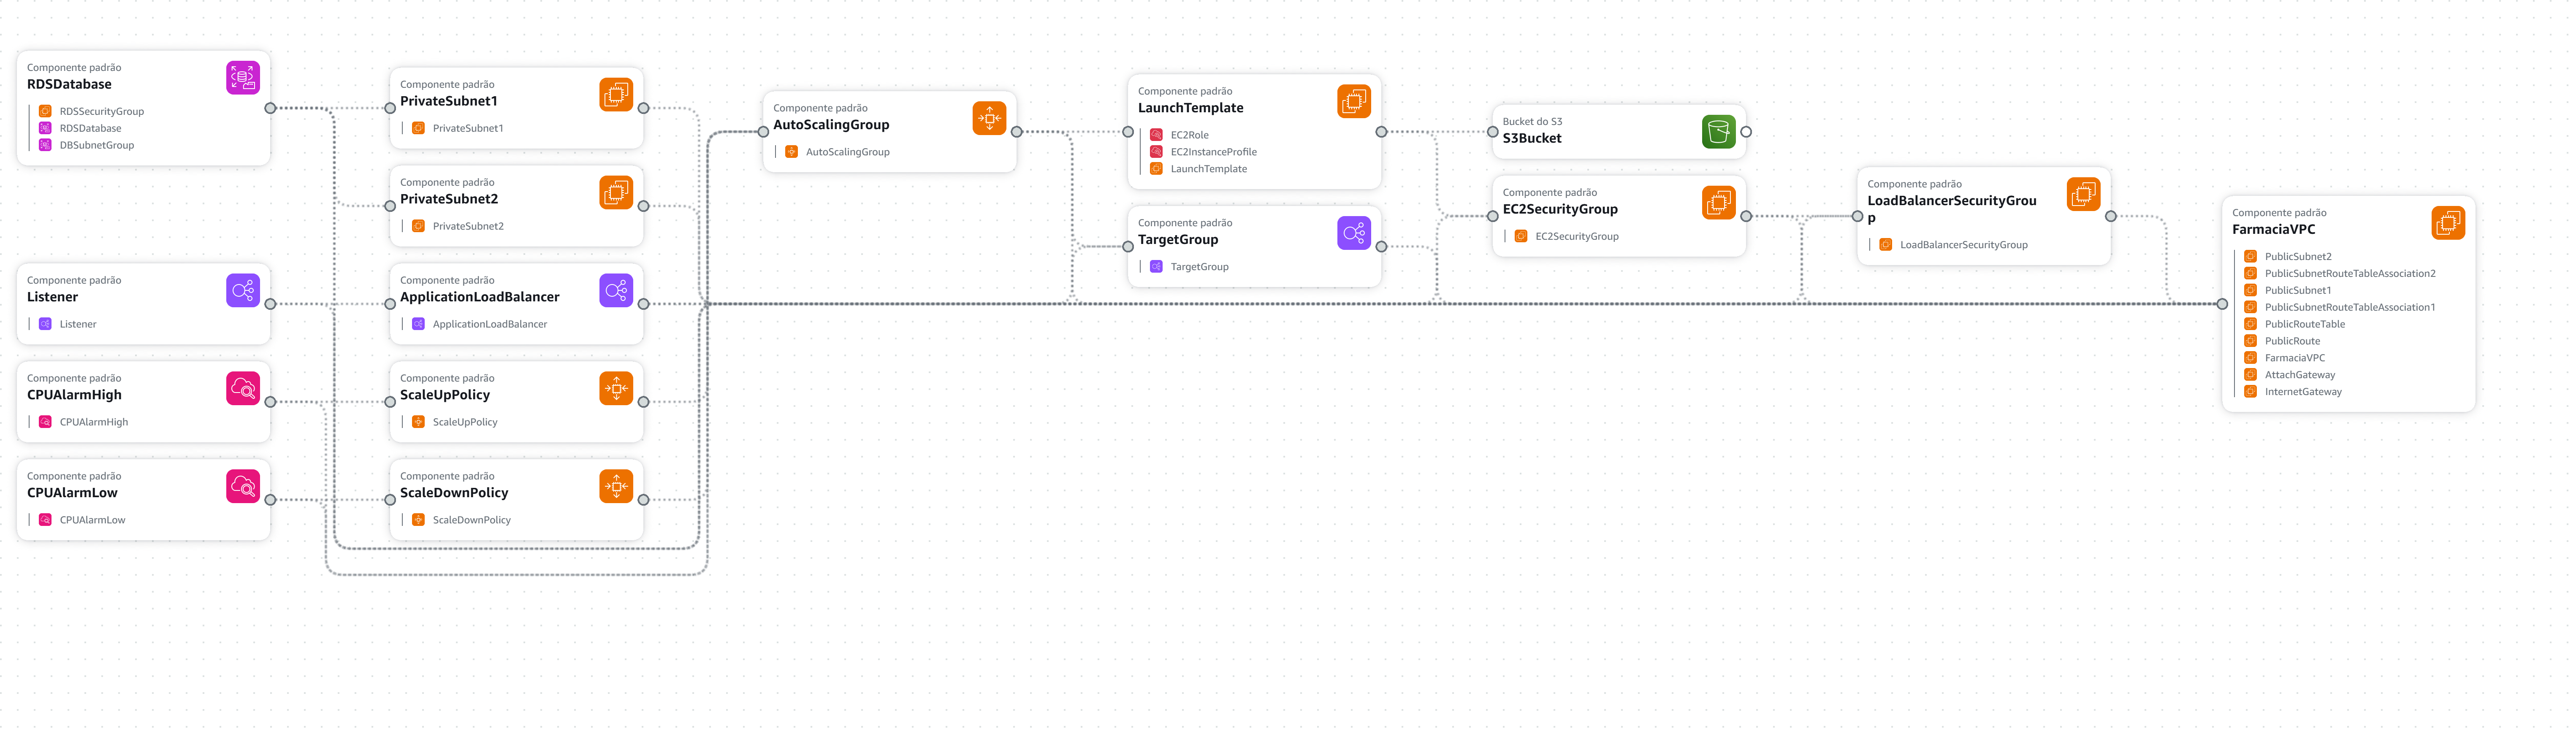 Componente padrão
RDSDatabase
RDSSecurityGroup
RDSDatabase
DBSubnetGroup
Componente padrão
Listener
Listener
Componente padrão
CPUAlarmHigh
CPUAlarmHigh
Componente padrão
CPUAlarmLow
CPUAlarmLow
Componente padrão
PrivateSubnet1
PrivateSubnet1
Componente padrão
PrivateSubnet2
PrivateSubnet2
Componente padrão
ApplicationLoadBalancer
ApplicationLoadBalancer
Componente padrão
ScaleUpPolicy
ScaleUpPolicy
Componente padrão
ScaleDownPolicy
ScaleDownPolicy
Componente padrão
AutoScalingGroup
AutoScalingGroup
Componente padrão
LaunchTemplate
EC2Role
EC2InstanceProfile
LaunchTemplate
Componente padrão
TargetGroup
TargetGroup
Bucket do S3
S3Bucket
Componente padrão
EC2SecurityGroup
EC2SecurityGroup
Componente padrão
LoadBalancerSecurityGrou
p
LoadBalancerSecurityGroup
Componente padrão
FarmaciaVPC
PublicSubnet2
PublicSubnetRouteTableAssociation2
PublicSubnet1
PublicSubnetRouteTableAssociation1
PublicRouteTable
PublicRoute
FarmaciaVPC
AttachGateway
InternetGateway